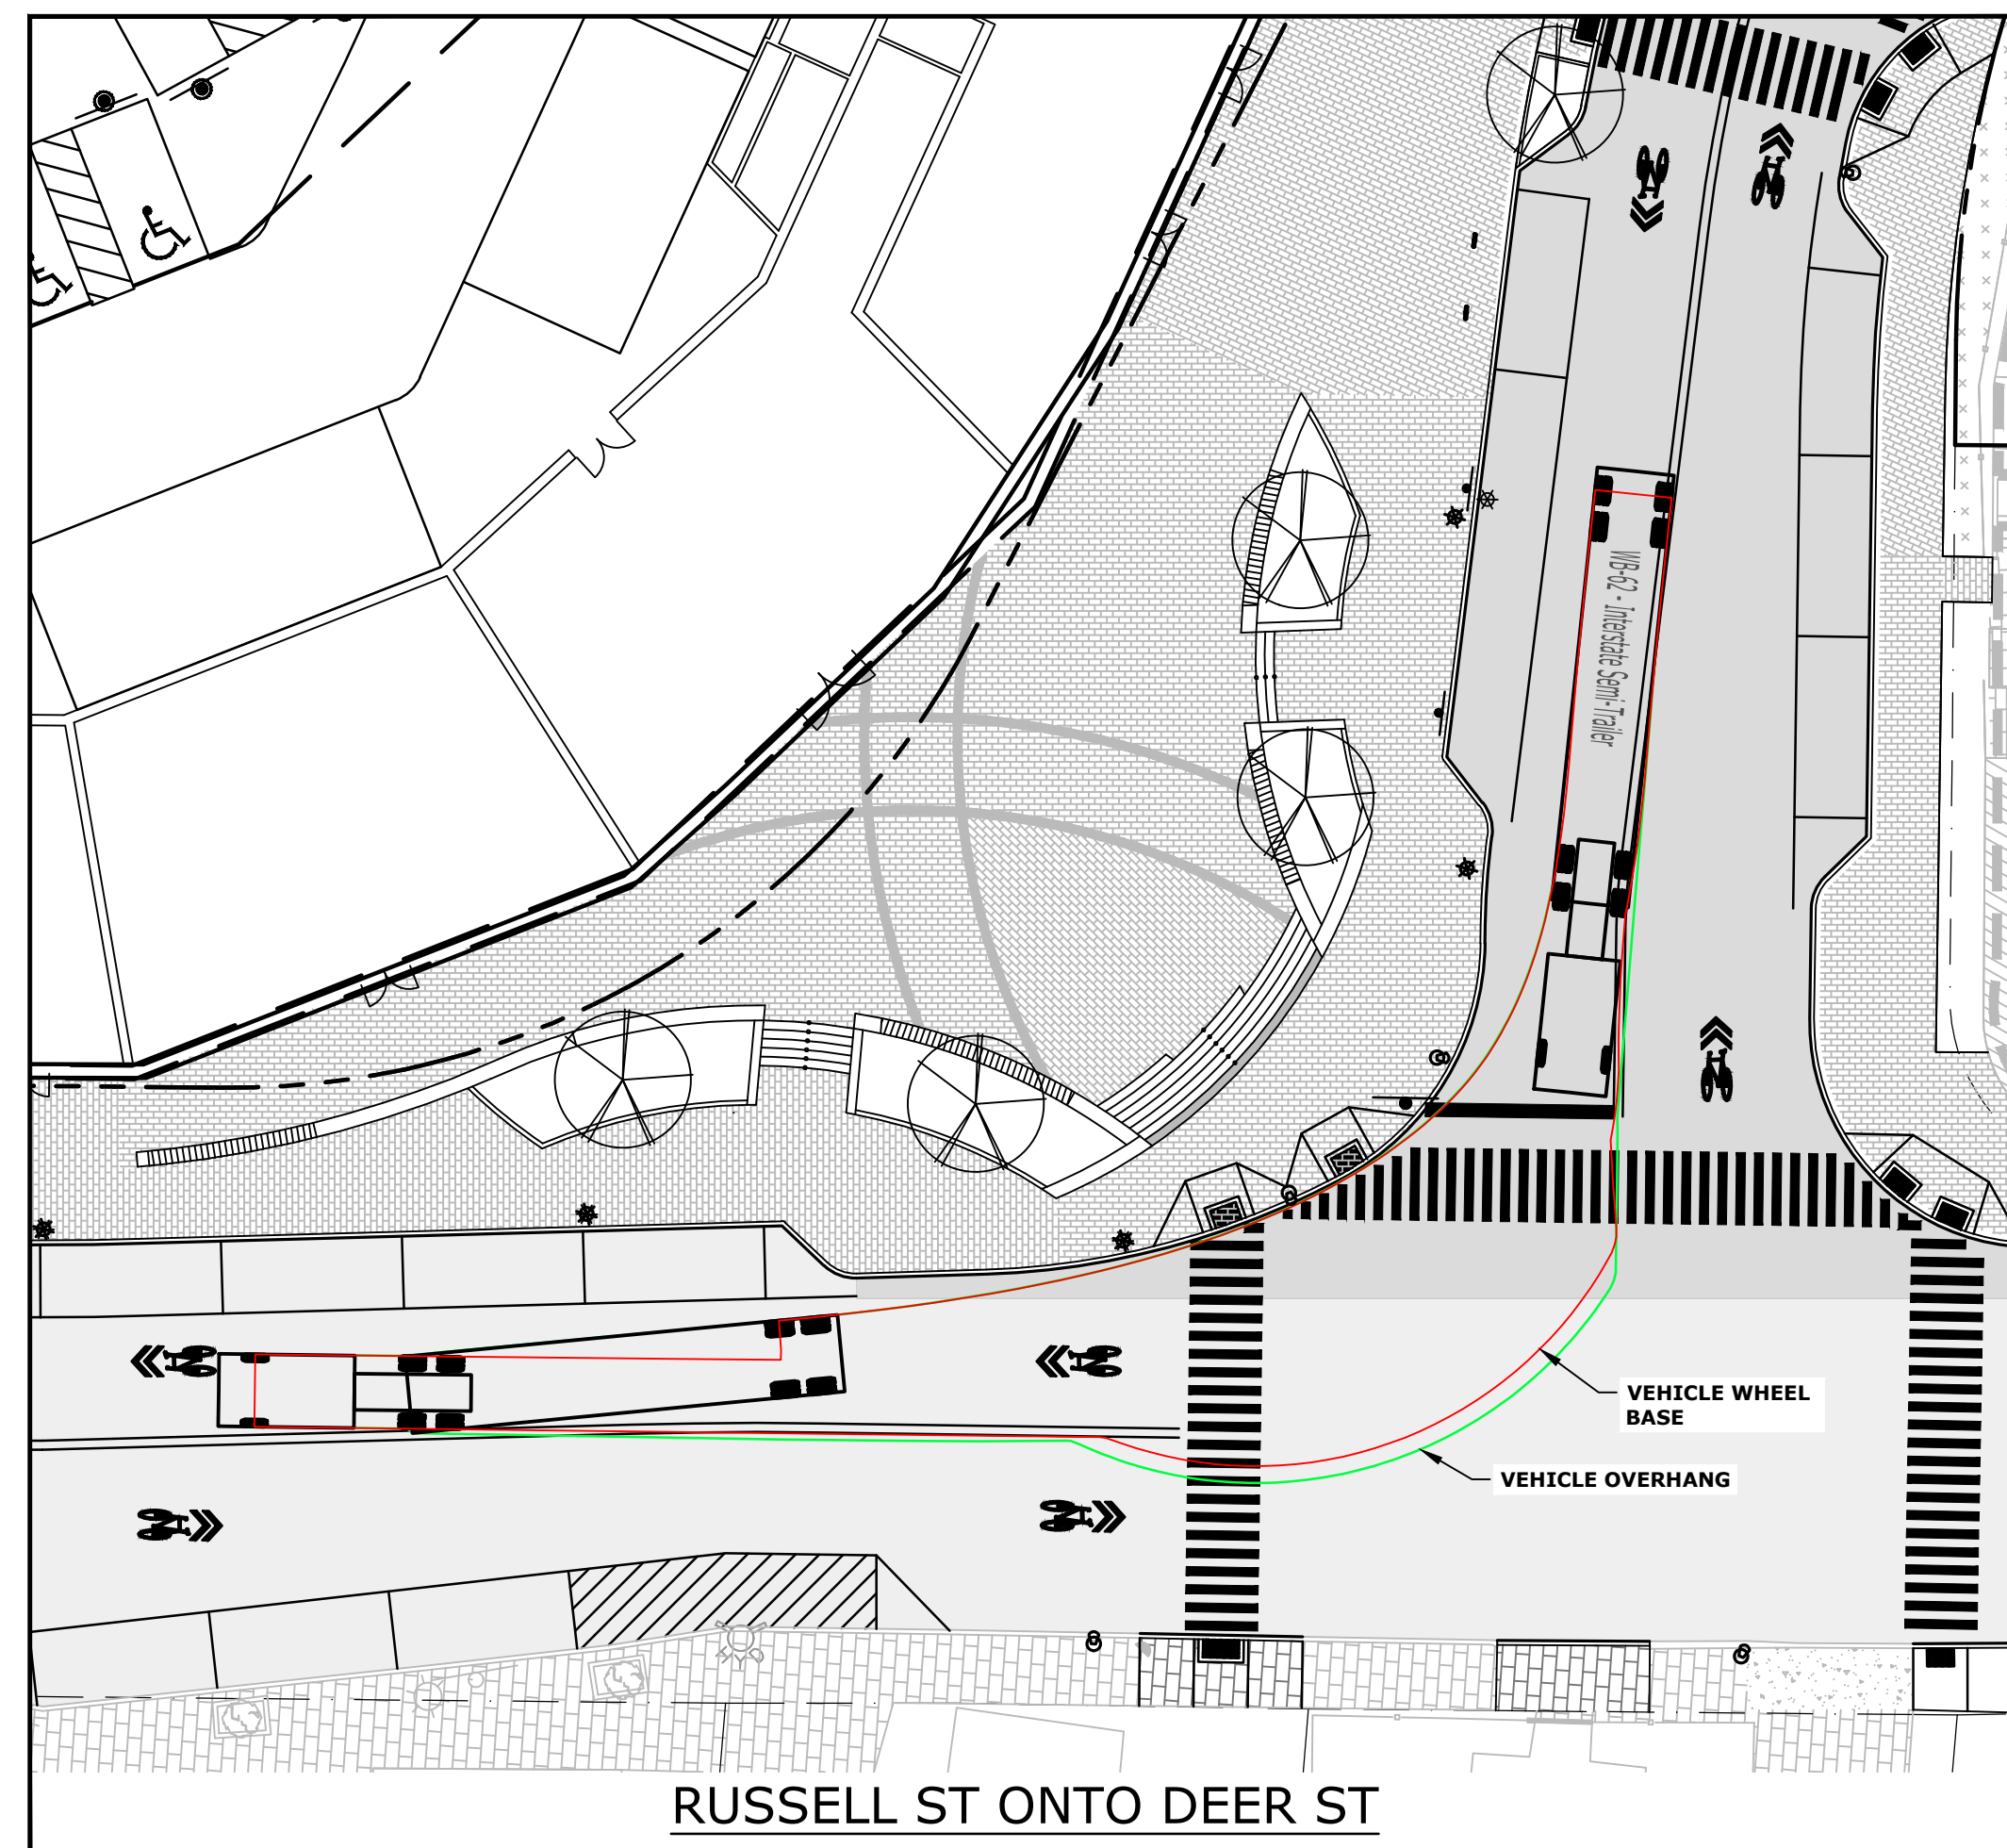 WB-62 - Interstate Semi-Trailer
VEHICLE WHEEL
BASE
VEHICLE OVERHANG
RUSSELL ST ONTO DEER ST